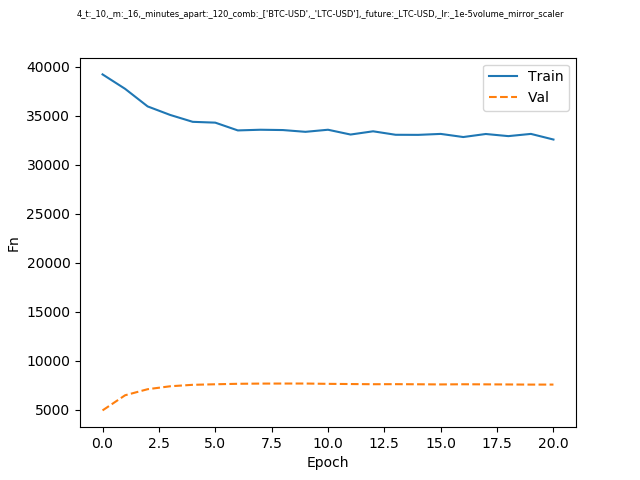 4_t:_10,_m:_16,_minutes_apart:_120_comb:_['BTC-USD',_'LTC-USD'],_future:_LTC-USD,_lr:_1e-5volume_mirror_scaler
Train
Val
40000
35000
30000
25000
20000
15000
10000
5000
Fn
0.0 2.5 5.0 7.5 10.0 12.5 15.0 17.5 20.0
Epoch